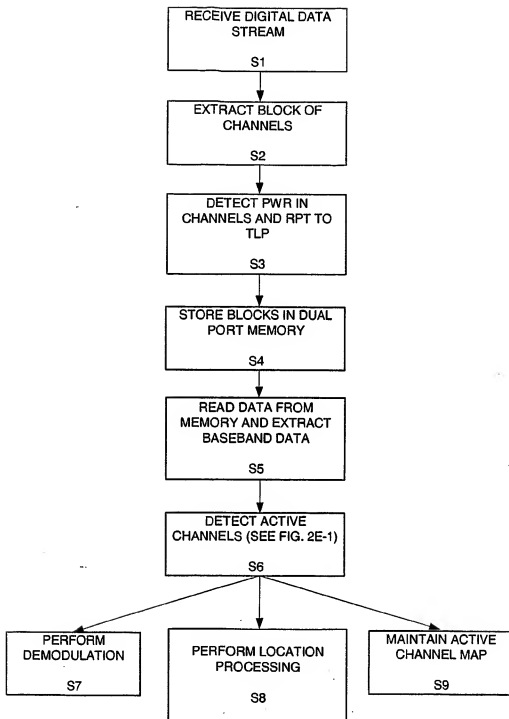 RECEIVE DIGITAL DATA
STREAM
S1
EXTRACT BLOCK OF
CHANNELS
S2
DETECT PWR IN
CHANNELS AND RPT TO
TLP
S3
STORE BLOCKS IN DUAL
PORT MEMORY
S4
READ DATA FROM
MEMORY AND EXTRACT
BASEBAND DATA
S5
DETECT ACTIVE
CHANNELS (SEE FIG. 2E-1)
S6
PERFORM
DEMODULATION
S7
PERFORM LOCATION
PROCESSING
S8
MAINTAIN ACTIVE
CHANNEL MAP
S9